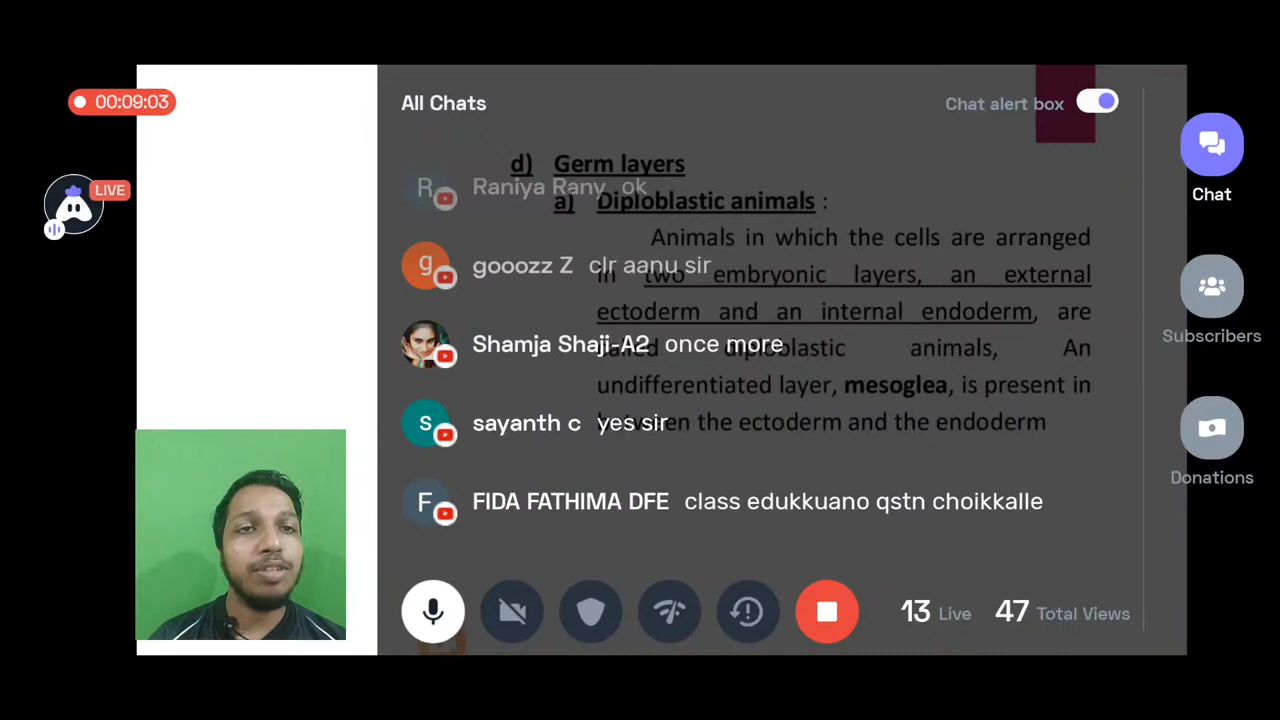 00:09:03
LIVE
All Chats
Chat alert box
d) Germ layers
Raniya Rany ok
a) Diploblastic animals :
Animals in which the cells are arranged
g gooozz Z clr aanu sir
in two embryonic layers, an external
ectoderm and an internal endoderm, are
Shamja Shaji-A2 once more
diploblastic animals, An
undifferentiated layer, mesoglea, is present in
s sayanth c yes sir
the ectoderm and the endoderm
F FIDA FATHIMA DFE class edukkuano qstn choikkalle
13 Live 47 Total Views
Chat
Subscribers
Donations